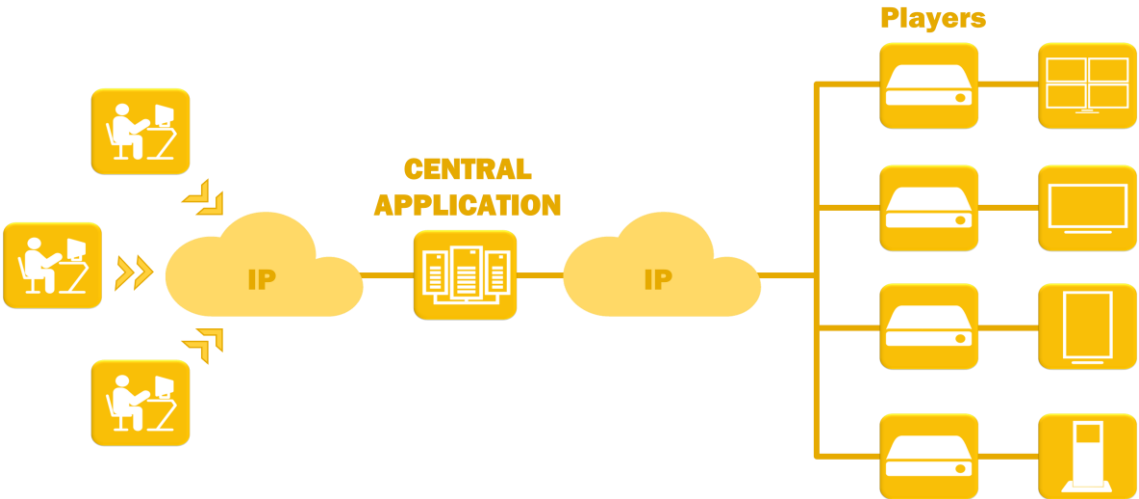 Players
CENTRAL
APPLICATION
IP
IP